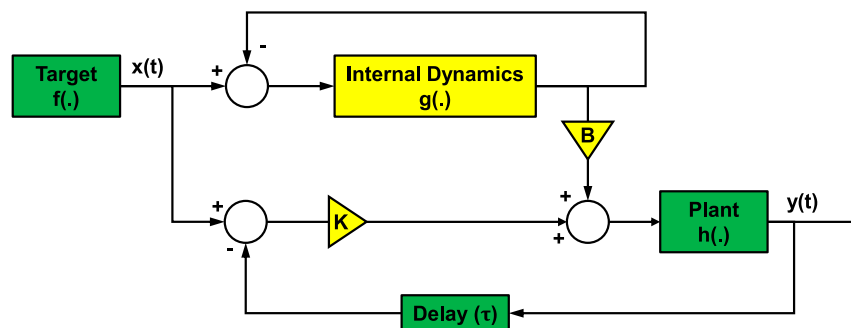 -
Target
f(.)
x(t)
+
Internal Dynamics
g(.)
B
+
-
K
+
+
Plant
h(.)
y(t)
Delay (τ)